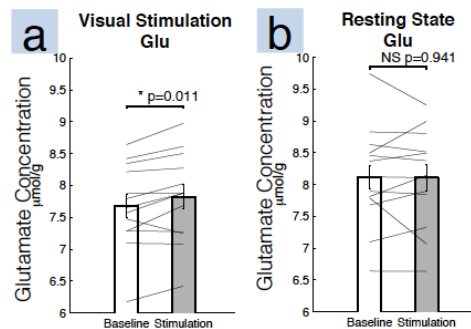 a
Visual Stimulation
Glu
10
9.5
9
8.5
8
7.5
7
6.5
6
Glutamate Concentration
μmol/g
* p=0.011
Baseline Stimulation
b
Resting State
Glu
NS p=0.941
10
9.5
9
8.5
8
7.5
7
6.5
6
Glutamate Concentration
μmol/g
Baseline Stimulation